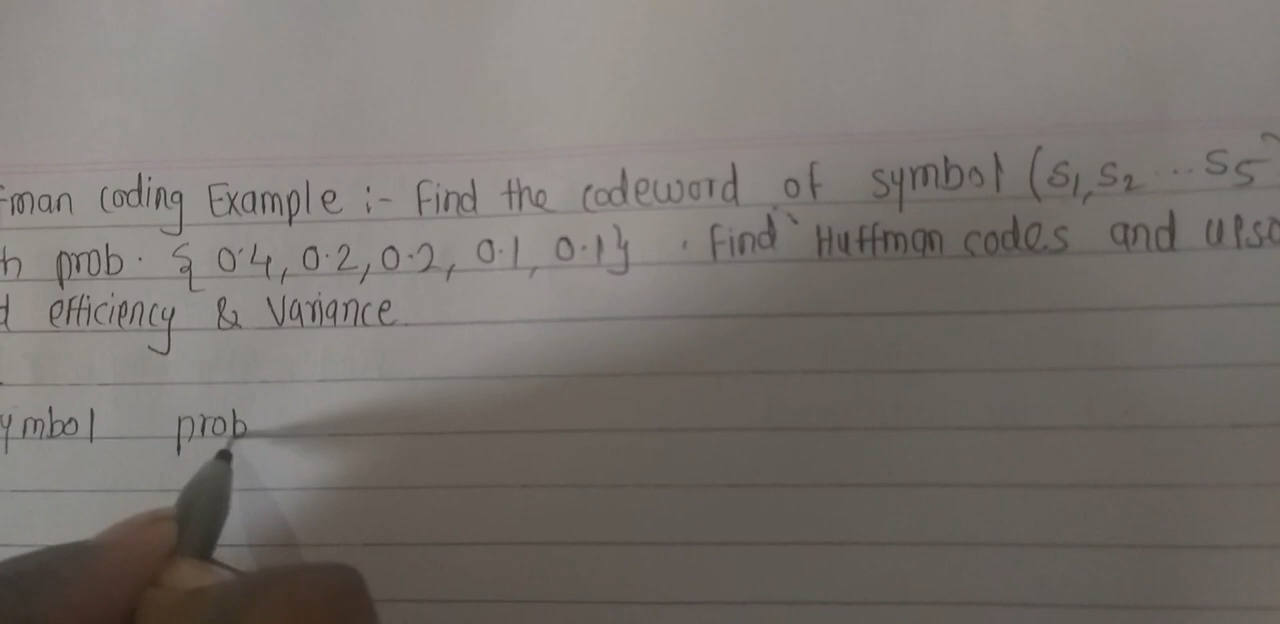 fman Coding Example :- Find the codeword of symbol (S1, S2 ... S5
h prob. { 0.4, 0.2, 0.2, 0.1, 0.1} . Find Huffman codes and
d efficiency & Variance.
ymbol prob